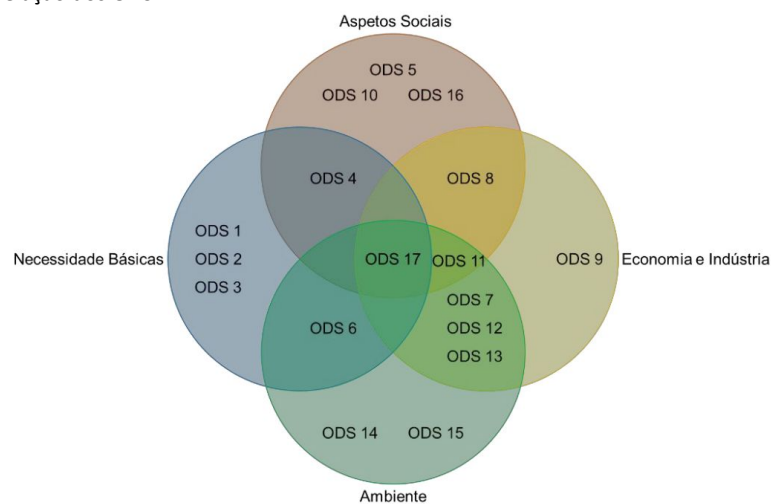 Aspetos Sociais
ODS 5
ODS 10 ODS 16
ODS 4 ODS 8
ODS 1
Necessidade Básicas ODS 2 ODS 17 ODS 11 ODS 9 Economia e Indústria
ODS 3
ODS 7
ODS 6 ODS 12
ODS 13
ODS 14 ODS 15
Ambiente